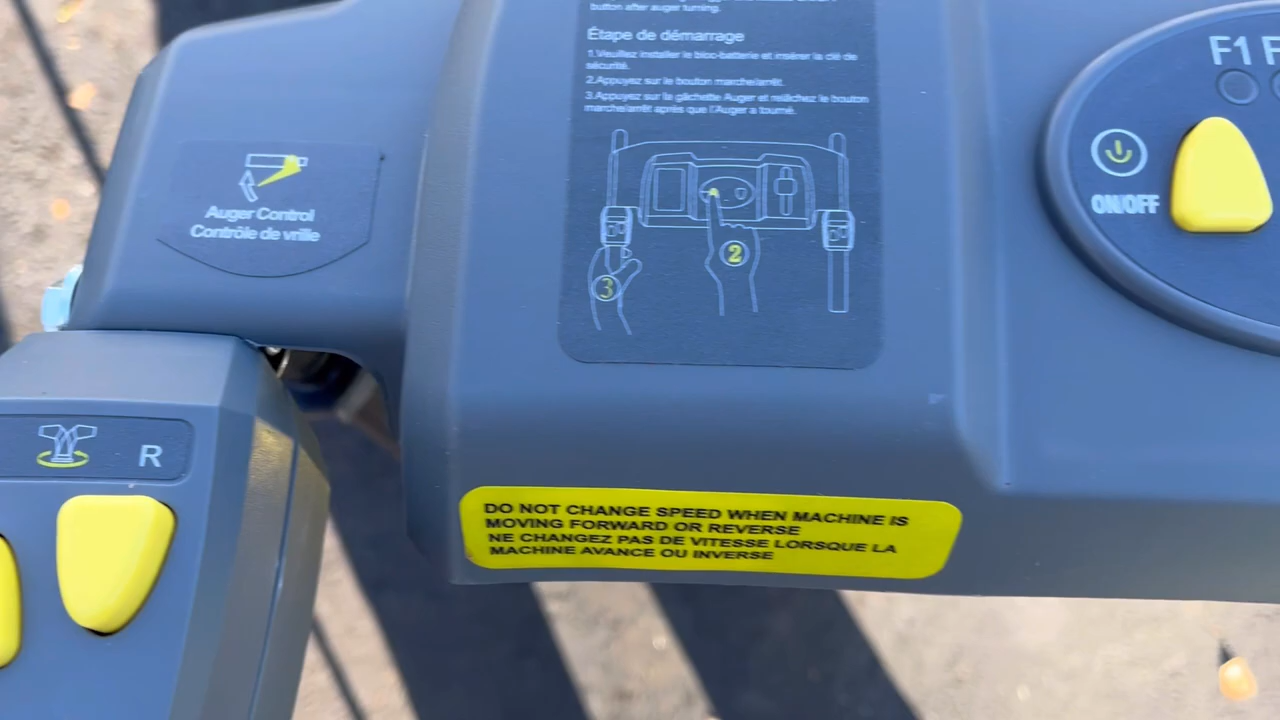 button after auger turning.
Étape de démarrage
1.Veuillez installer le bloc-batterie et insérer la clé de
sécurité.
2.Appuyez sur le bouton marche/arrêt.
3.Appuyez sur la gâchette Auger et relâchez le bouton
marche/arrêt après que l'Auger a tourné.
2
3
Auger Control
Contrôle de vrille
F1 F
ON/OFF
R
DO NOT CHANGE SPEED WHEN MACHINE IS
MOVING FORWARD OR REVERSE
NE CHANGEZ PAS DE VITESSE LORSQUE LA
MACHINE AVANCE OU INVERSE